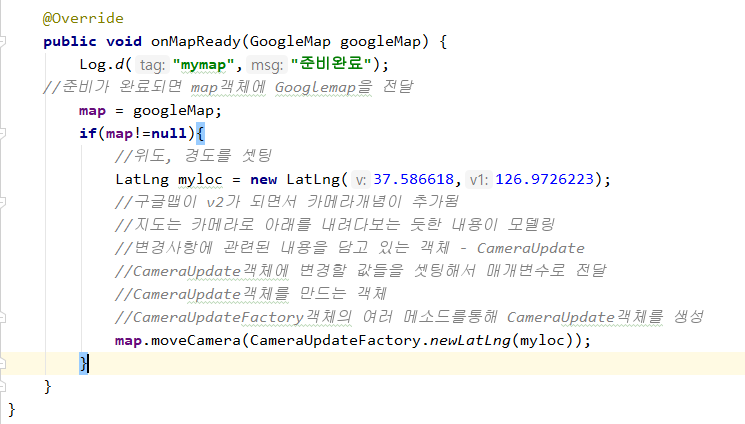 @Override
public void onMapReady(GoogleMap googleMap) {
Log.d( tag: "mymap", msg: "준비완료");
//준비가 완료되면 map객체에 Googlemap을 전달
map = googleMap;
if(map!=null){
//위도, 경도를 셋팅
LatLng myloc = new LatLng( v: 37.586618, v1: 126.9726223);
//구글맵이 v2가 되면서 카메라개념이 추가됨
//지도는 카메라로 아래를 내려다보는 듯한 내용이 모델링
//변경사항에 관련된 내용을 담고 있는 객체 - CameraUpdate
//CameraUpdate객체에 변경할 값들을 셋팅해서 매개변수로 전달
//CameraUpdate객체를 만드는 객체
//CameraUpdateFactory객체의 여러 메소드를통해 CameraUpdate객체를 생성
map.moveCamera(CameraUpdateFactory.newLatLng(myloc));
}
}
}